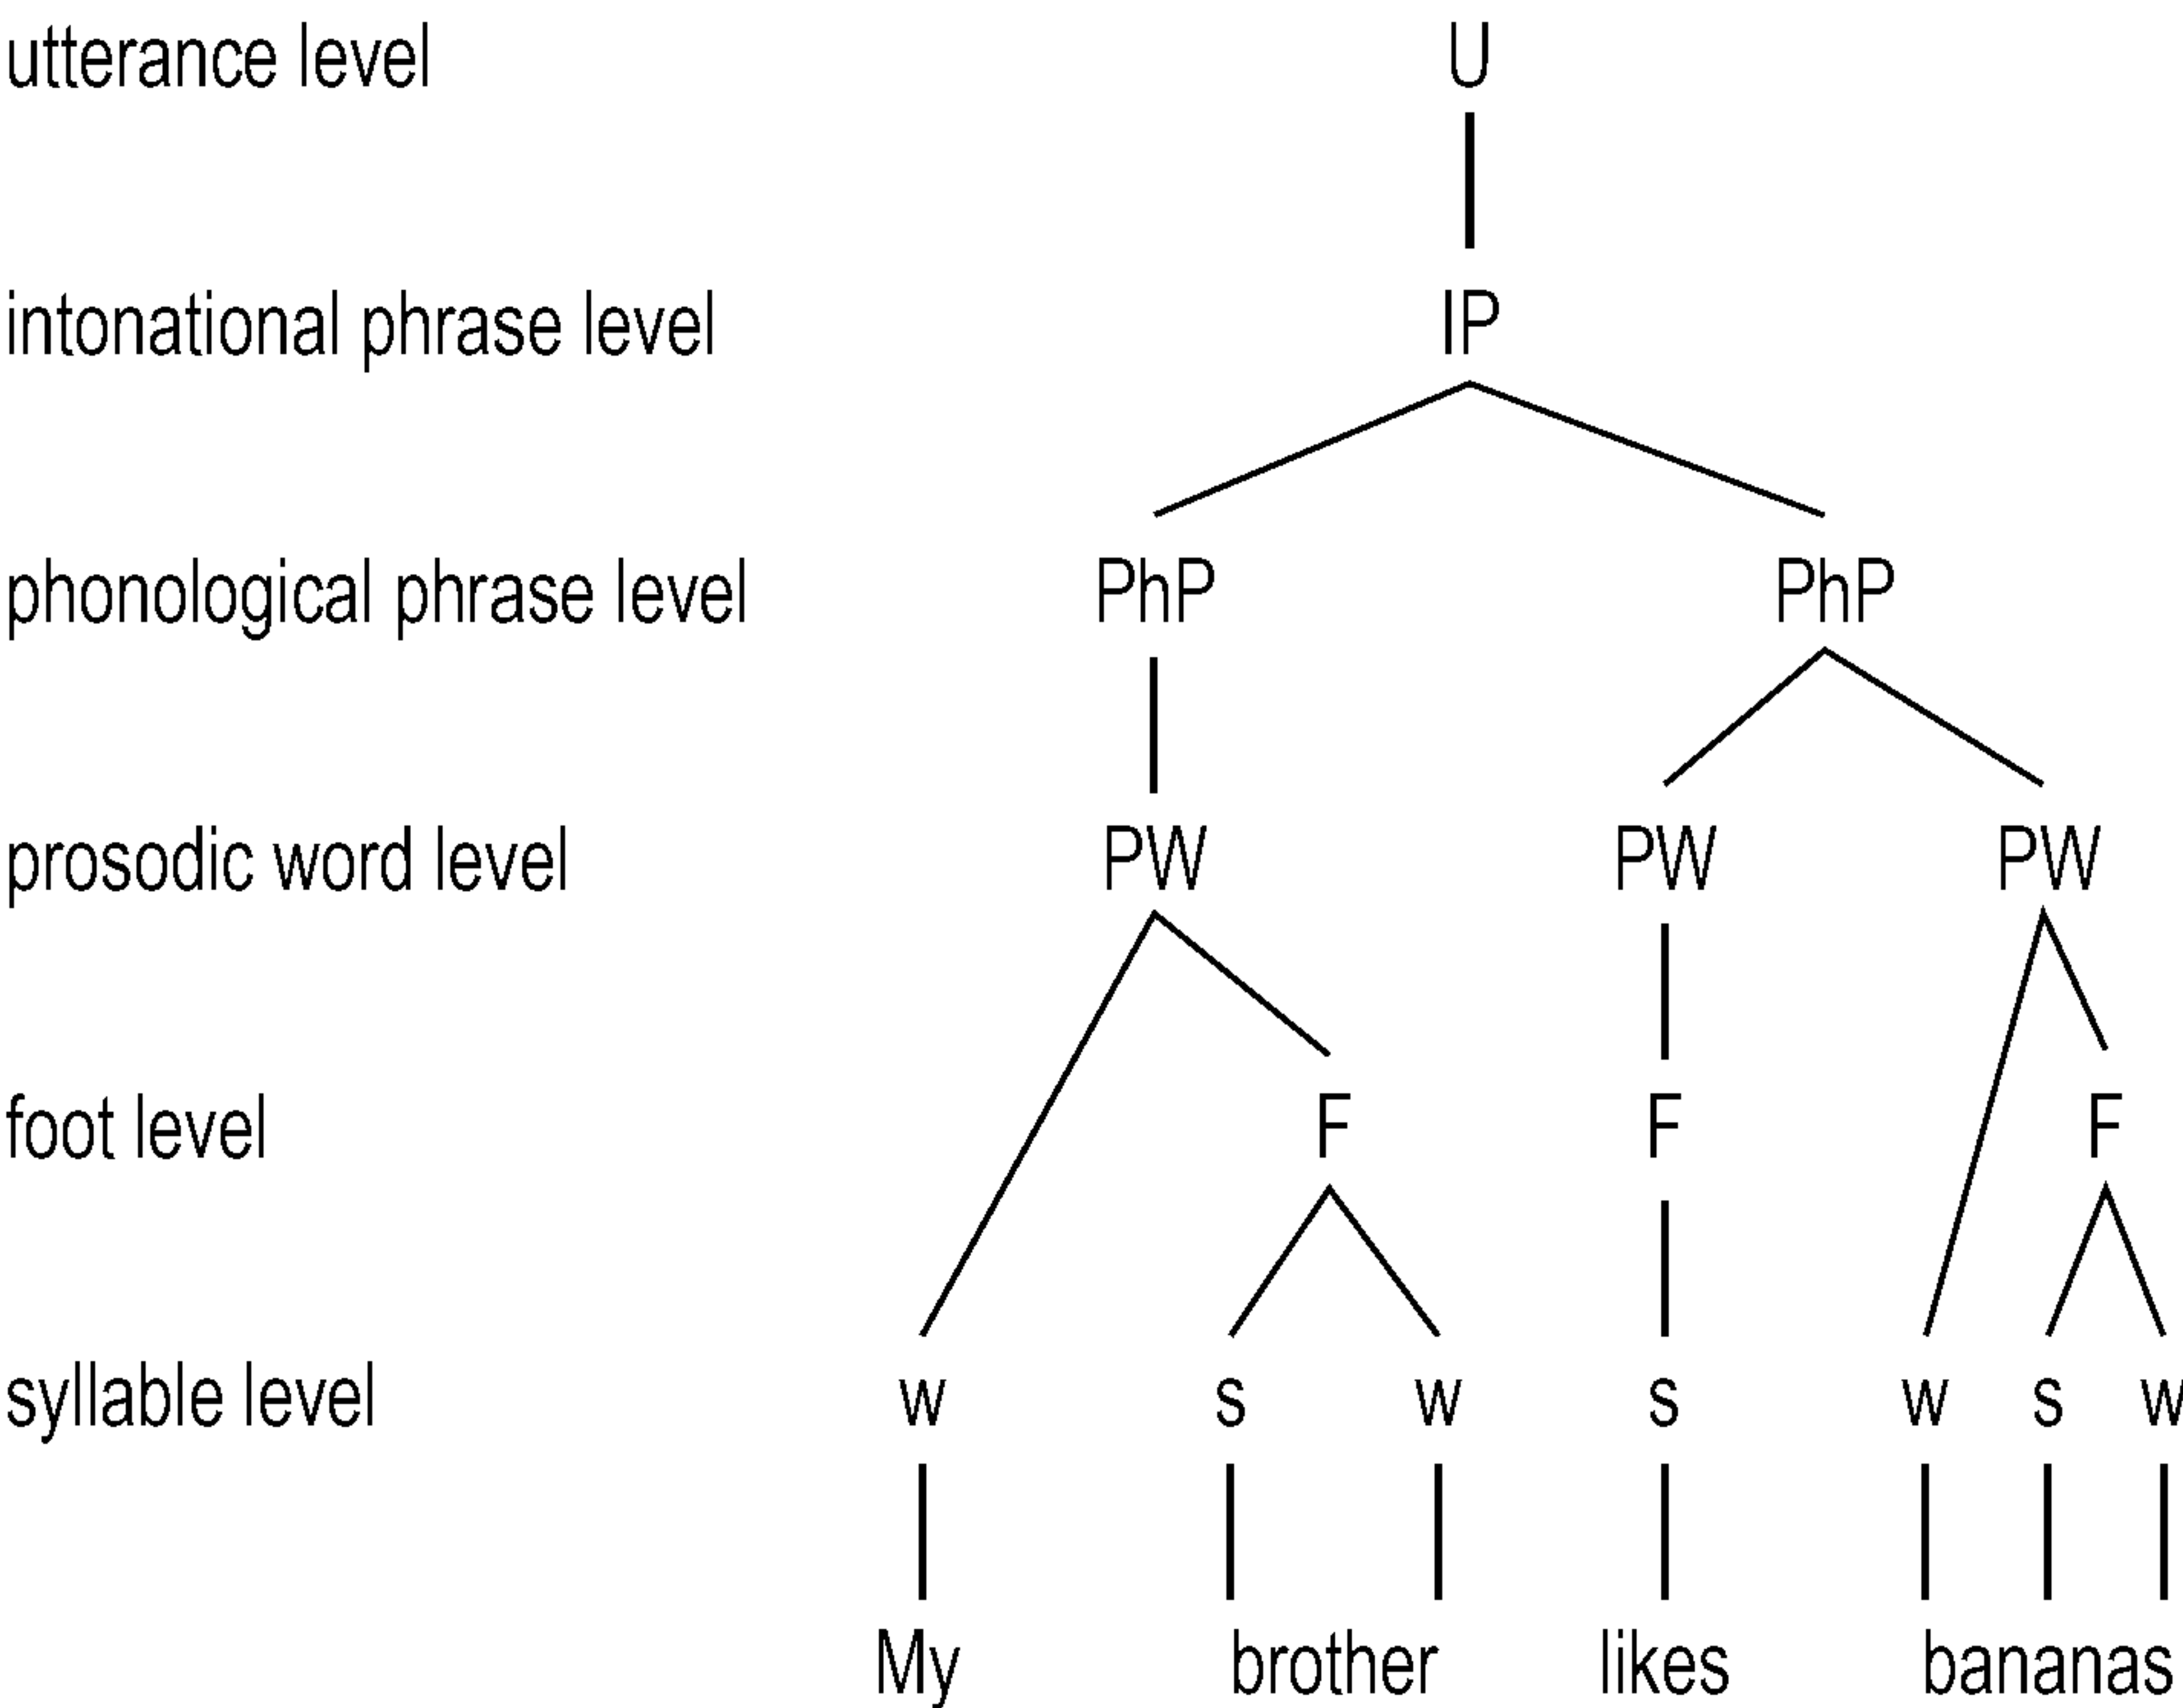 utterance level U
intonational phrase level IP
phonological phrase level PhP PhP
prosodic word level PW PW PW
foot level F F F
syllable level w s w s w s w
My brother likes bananas